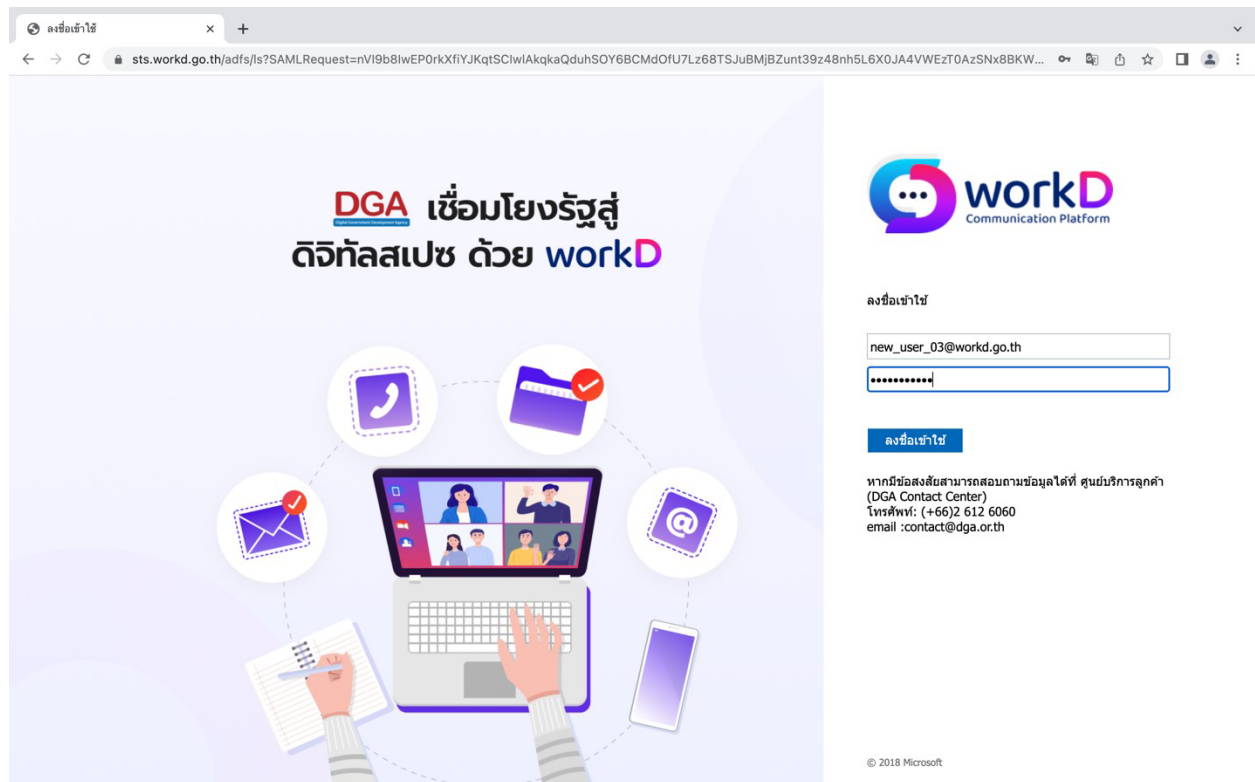 ลงชื่อเข้าใช้
sts.workd.go.th/adfs/ls?SAMLRequest=nVI9b8IwEP0rkXfiYJKqtSCIwIAkqkaQduhSOY6BCMdOfU7Lz68TSJuBMjBZunt39z48nh5L6X0JA4VWEzT0AzSNx8BKW...
DGA เชื่อมโยงรัฐสู่
ดิจิทัลสเปซ ด้วย workD
workD
Communication Platform
ลงชื่อเข้าใช้
new_user_03@workd.go.th
•••••••••••
ลงชื่อเข้าใช้
หากมีข้อสงสัยสามารถสอบถามข้อมูลได้ที่ ศูนย์บริการลูกค้า
(DGA Contact Center)
โทรศัพท์: (+66)2 612 6060
email :contact@dga.or.th
© 2018 Microsoft